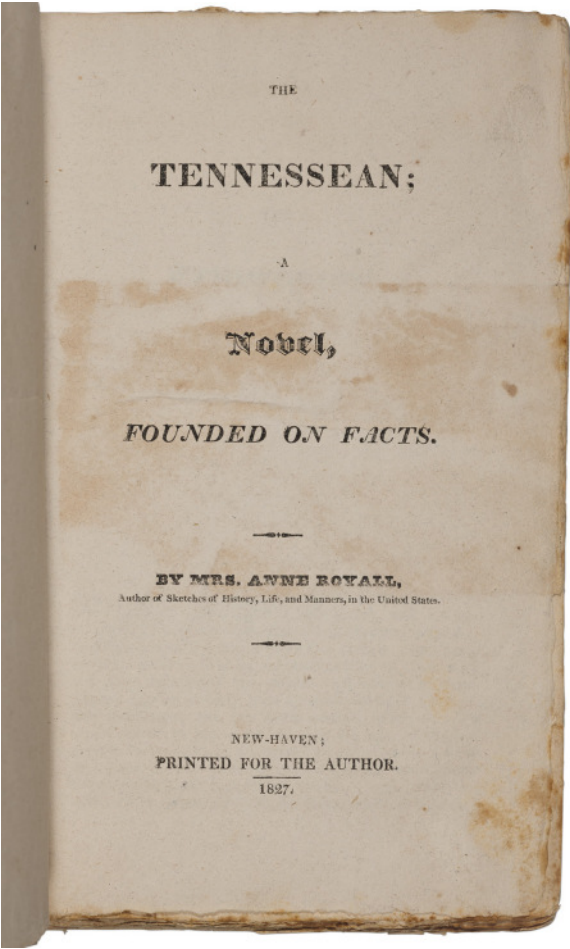 THE
TENNESSEAN;
A
Novel,
FOUNDED ON FACTS.
BY MRS. ANNE ROYALL,
Author of Sketches of History, Life, and Manners, in the United States.
NEW-HAVEN;
PRINTED FOR THE AUTHOR.
1827.